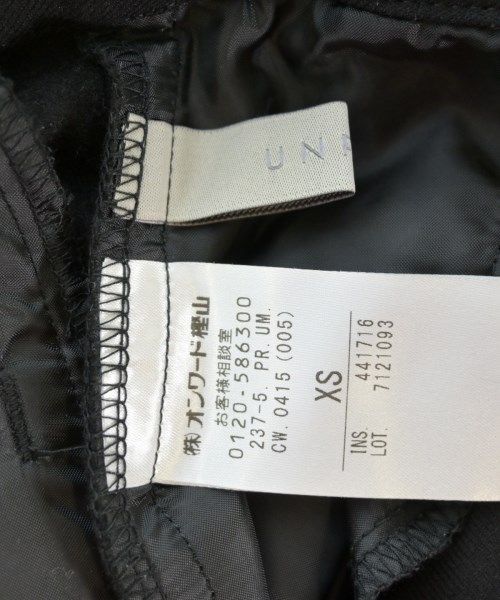 UN
(株)オンワード樫山
お客様相談室
0120-586300
237-5. PR.UM.
CW.0415 (005)
XS
INS. 441716
LOT. 7121093